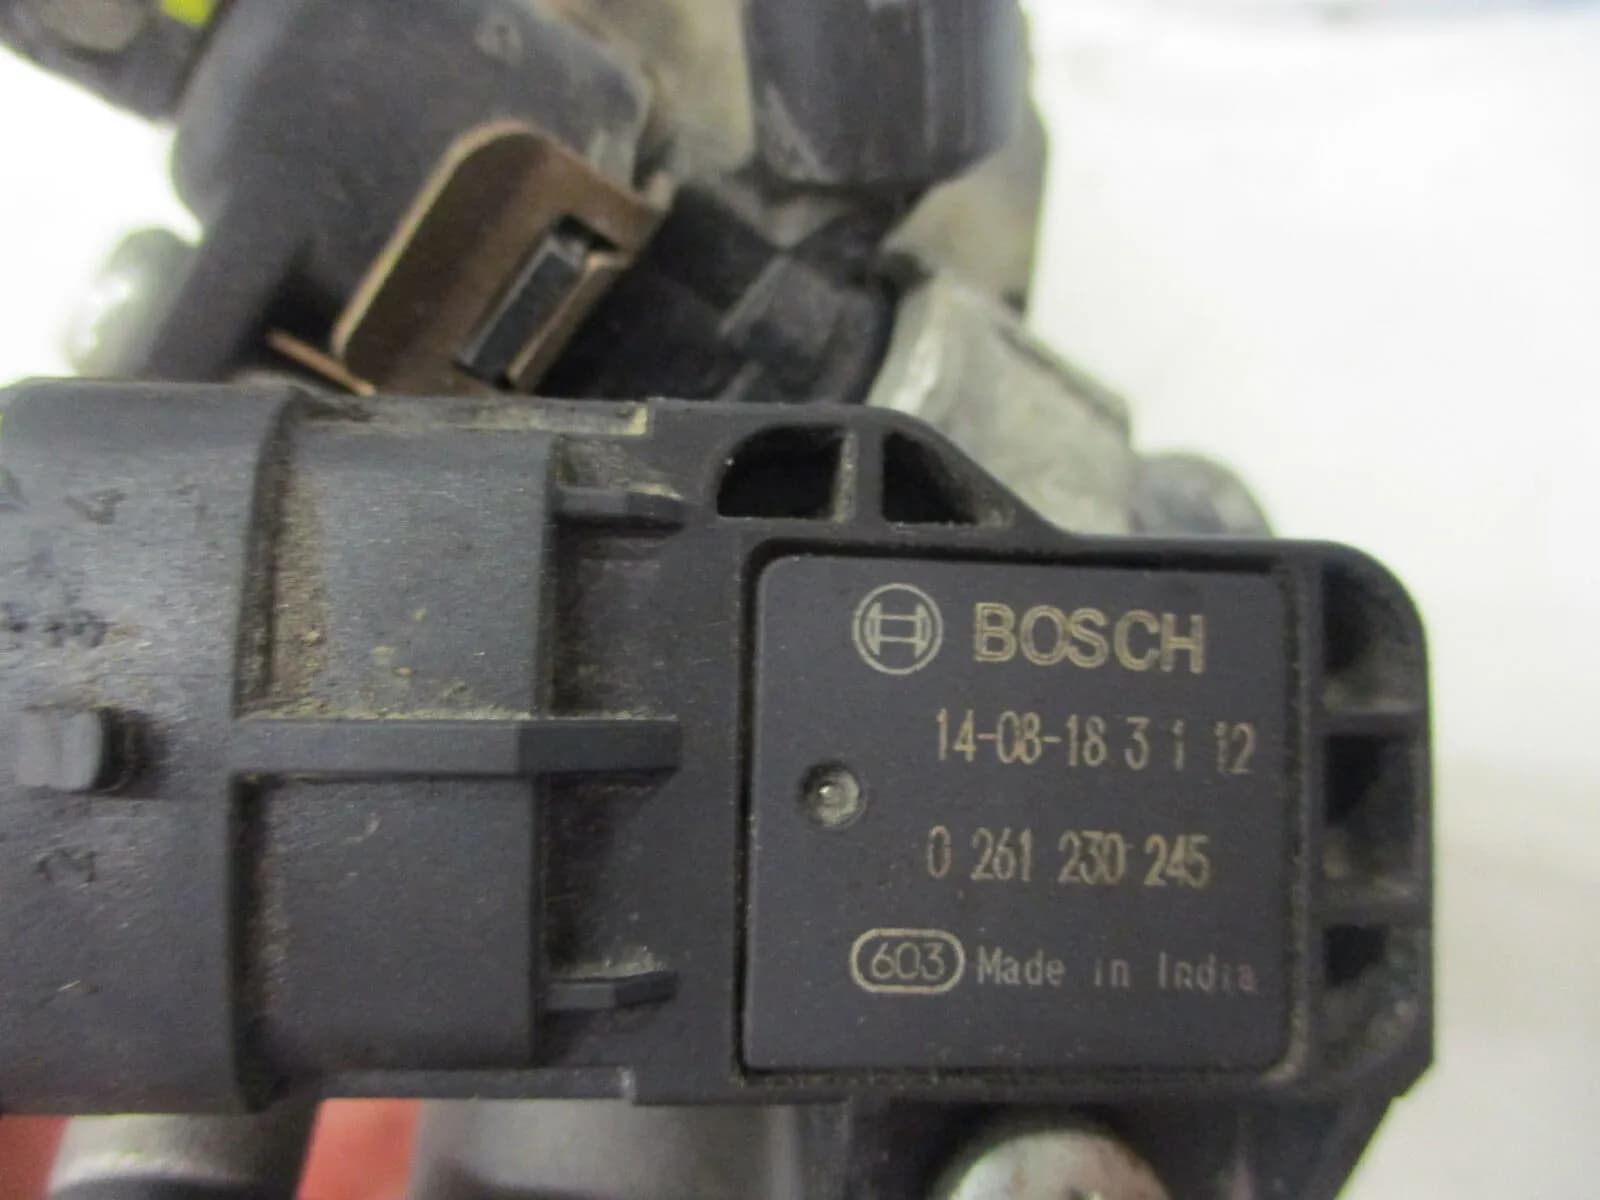 BOSCH
14-08-18 3 1 12
0 261 230 245
603 Made in India